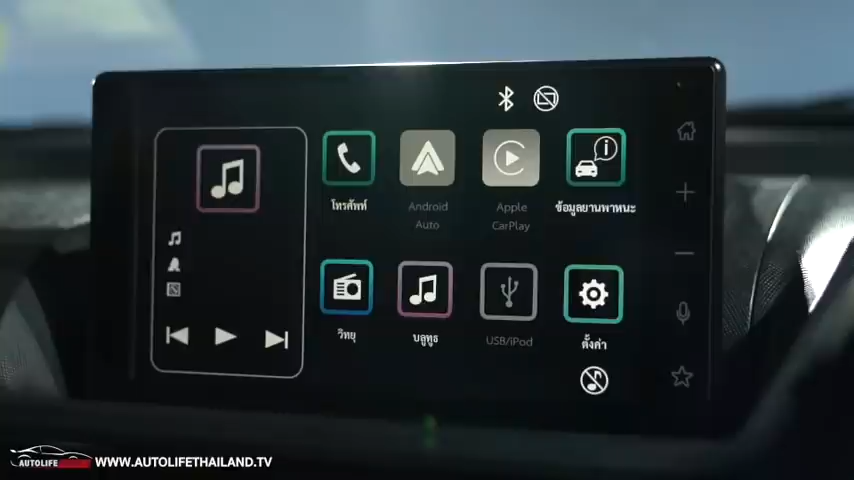 โทรศัพท์
Android
Auto
Apple
CarPlay
ข้อมูลยานพาหนะ
วิทยุ
บลูทูธ
USB/iPod
ตั้งค่า
AUTOLIFE
WWW.AUTOLIFETHAILAND.TV